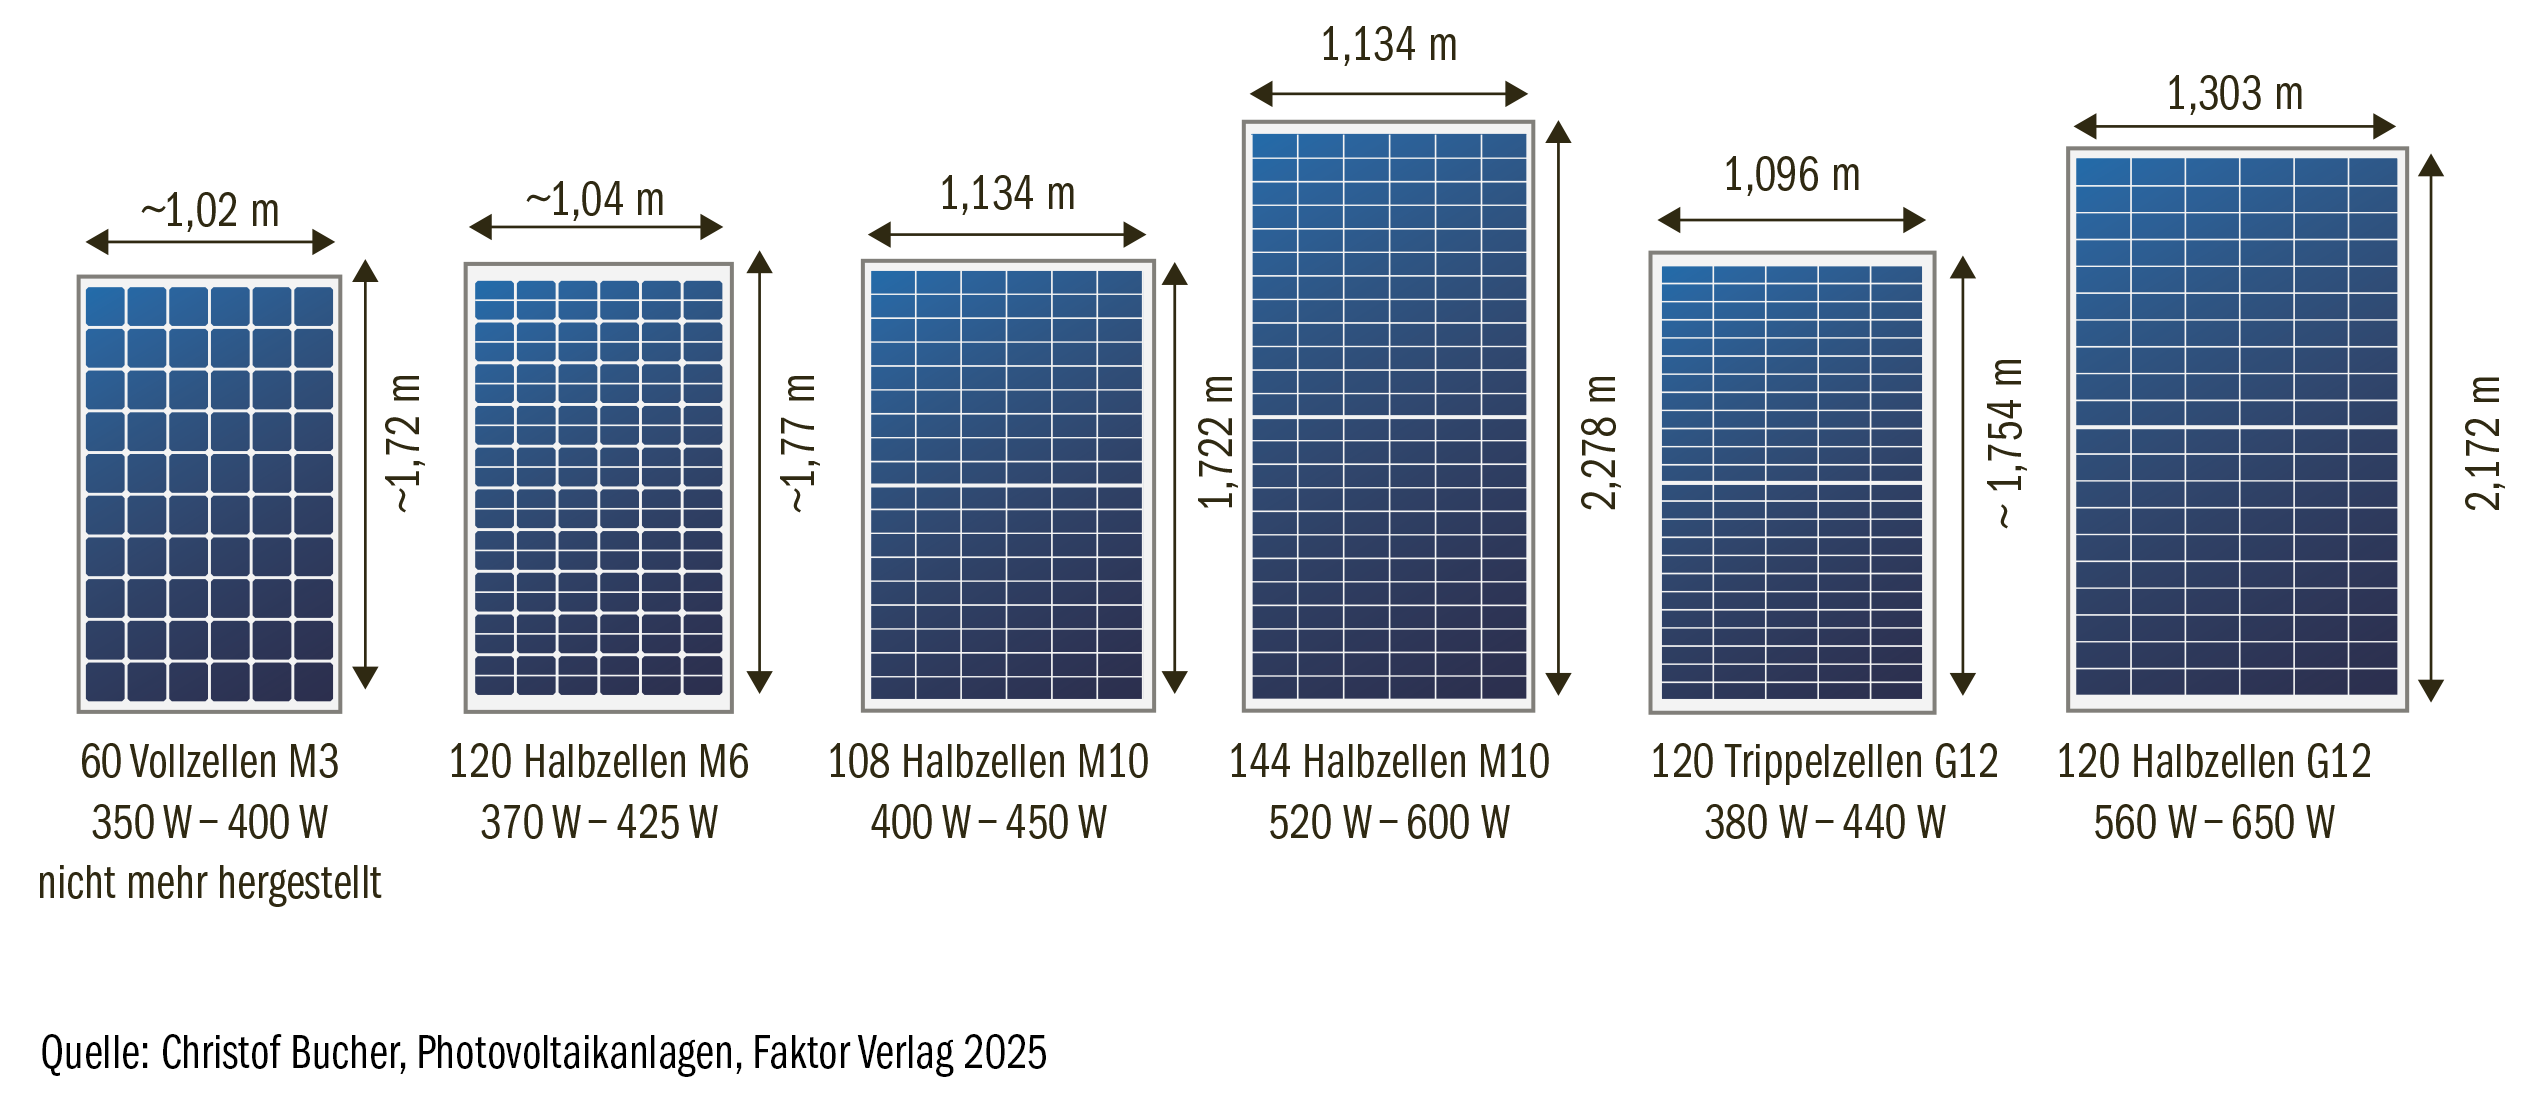 ~1,02 m
~1,72 m
60 Vollzellen M3
350 W – 400 W
nicht mehr hergestellt
~1,04 m
~1,77 m
120 Halbzellen M6
370 W – 425 W
1,134 m
1,722 m
108 Halbzellen M10
400 W – 450 W
1,134 m
2,278 m
144 Halbzellen M10
520 W – 600 W
1,096 m
~ 1,754 m
120 Trippelzellen G12
380 W – 440 W
1,303 m
2,172 m
120 Halbzellen G12
560 W – 650 W
Quelle: Christof Bucher, Photovoltaikanlagen, Faktor Verlag 2025